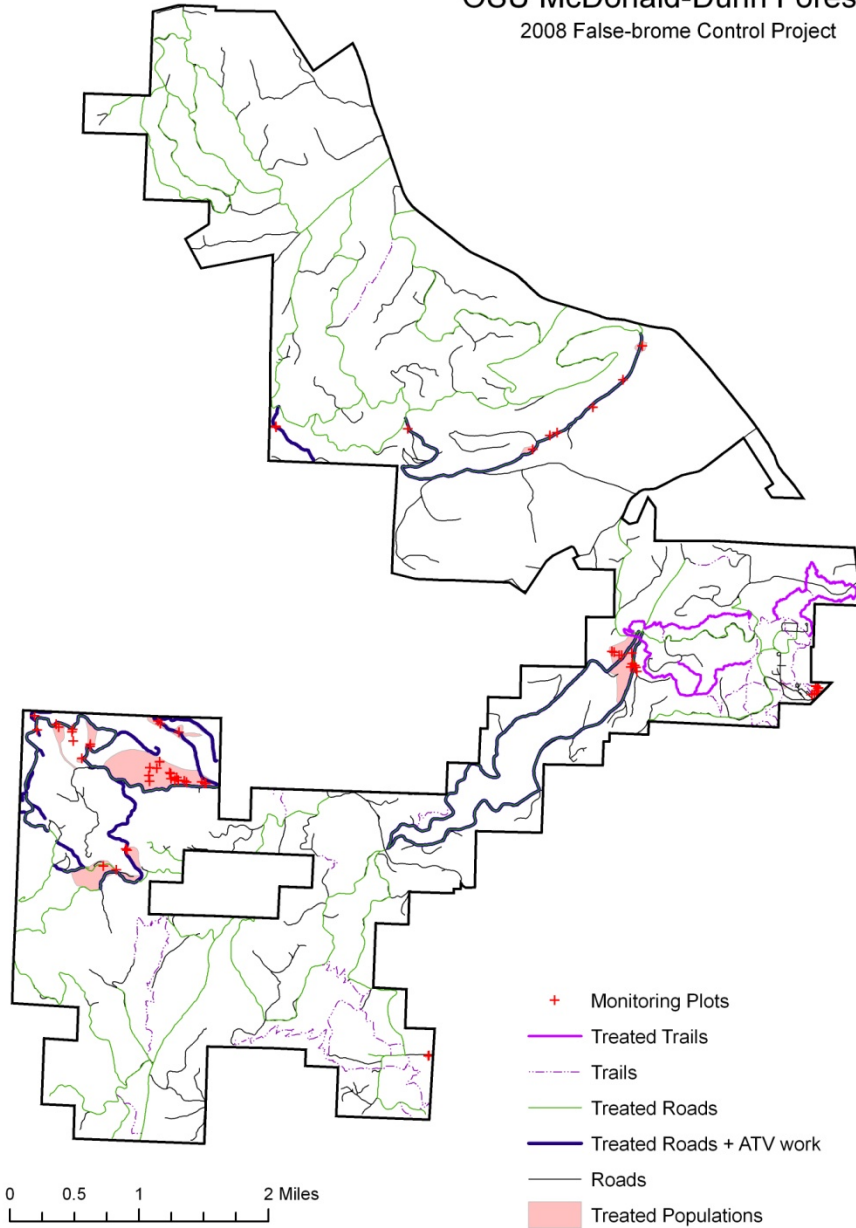 2008 False-brome Control Project
Monitoring Plots
Treated Trails
Trails
Treated Roads
Treated Roads + ATV work
Roads
Treated Populations
0 0.5 1 2 Miles